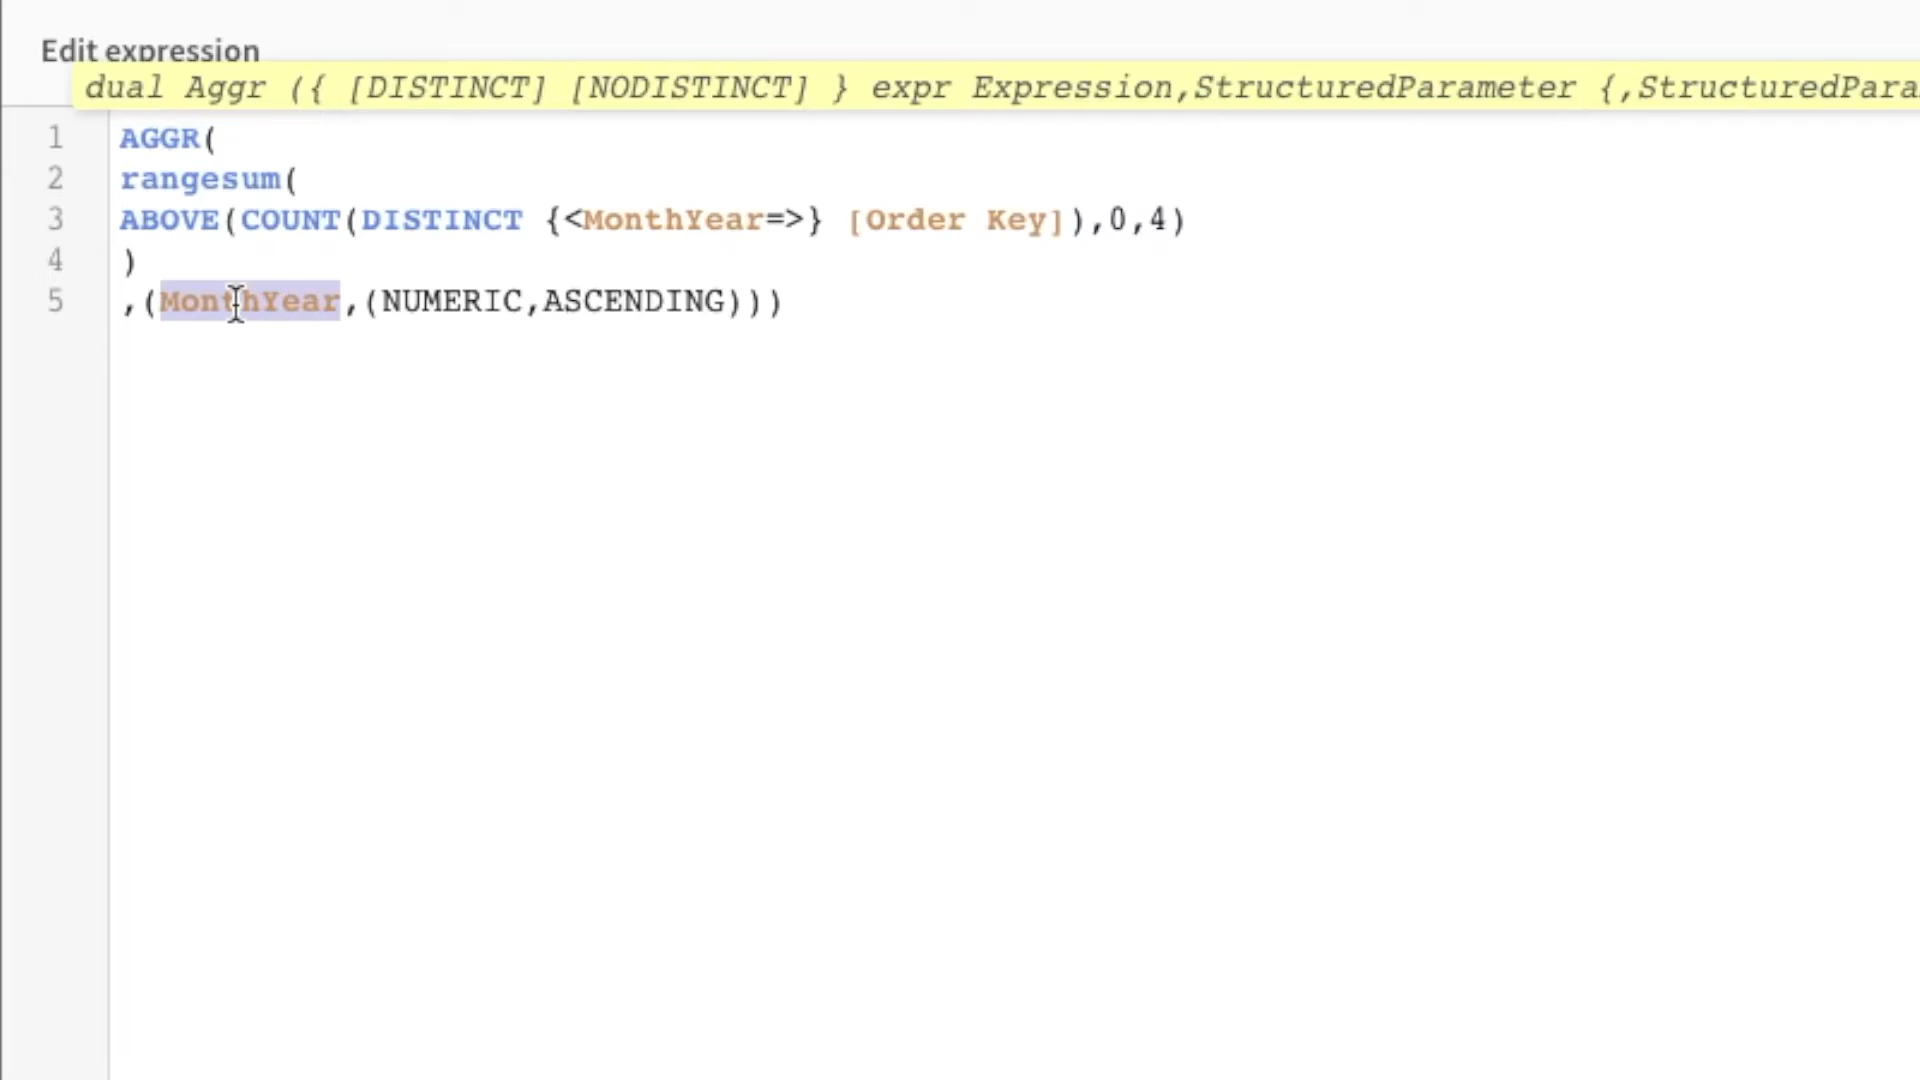 Edit expression
dual Aggr ({ [DISTINCT] [NODISTINCT] } expr Expression,StructuredParameter {,StructuredPara
1 AGGR(
2 rangesum(
3 ABOVE(COUNT(DISTINCT {<MonthYear=>} [Order Key]),0,4)
4 )
5 ,(MonthYear,(NUMERIC,ASCENDING)))